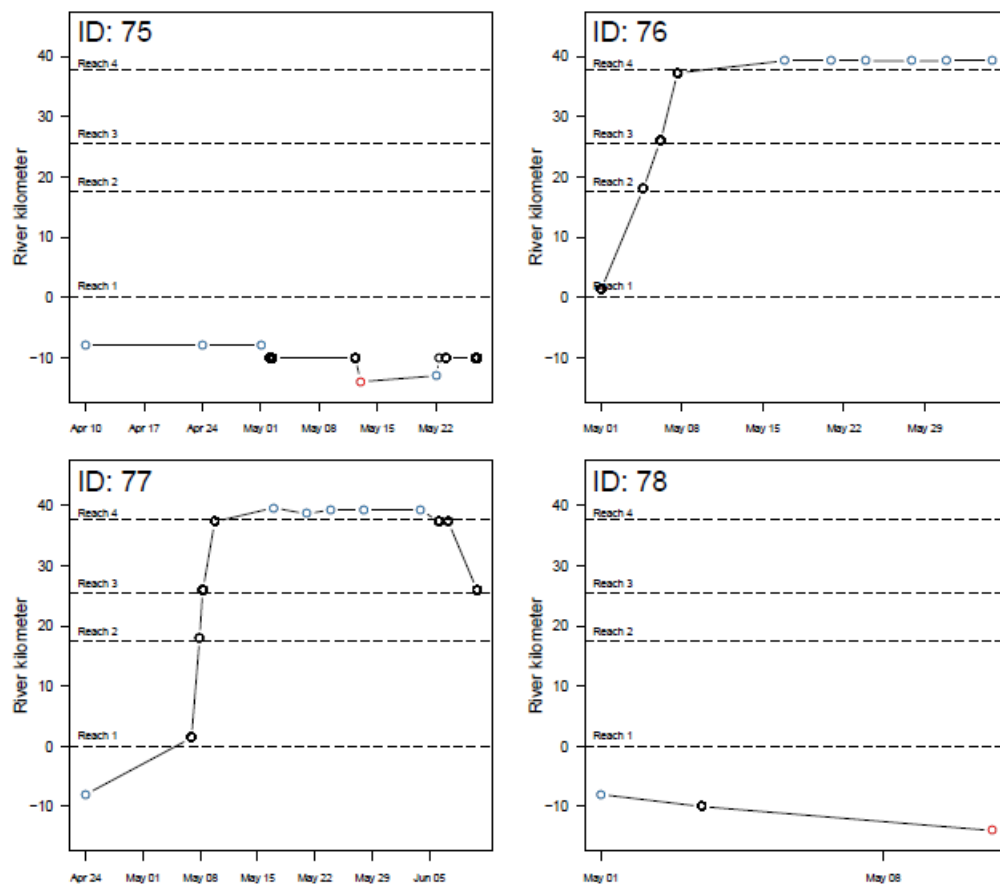 ID: 75
40
30
20
10
0
−10
River kilometer
Reach 4
Reach 3
Reach 2
Reach 1
Apr 10 Apr 17 Apr 24 May 01 May 08 May 15 May 22
ID: 76
40
30
20
10
0
−10
River kilometer
Reach 4
Reach 3
Reach 2
Reach 1
May 01 May 08 May 15 May 22 May 29
ID: 77
40
30
20
10
0
−10
River kilometer
Reach 4
Reach 3
Reach 2
Reach 1
Apr 24 May 01 May 08 May 15 May 22 May 29 Jun 05
ID: 78
40
30
20
10
0
−10
River kilometer
Reach 4
Reach 3
Reach 2
Reach 1
May 01 May 08